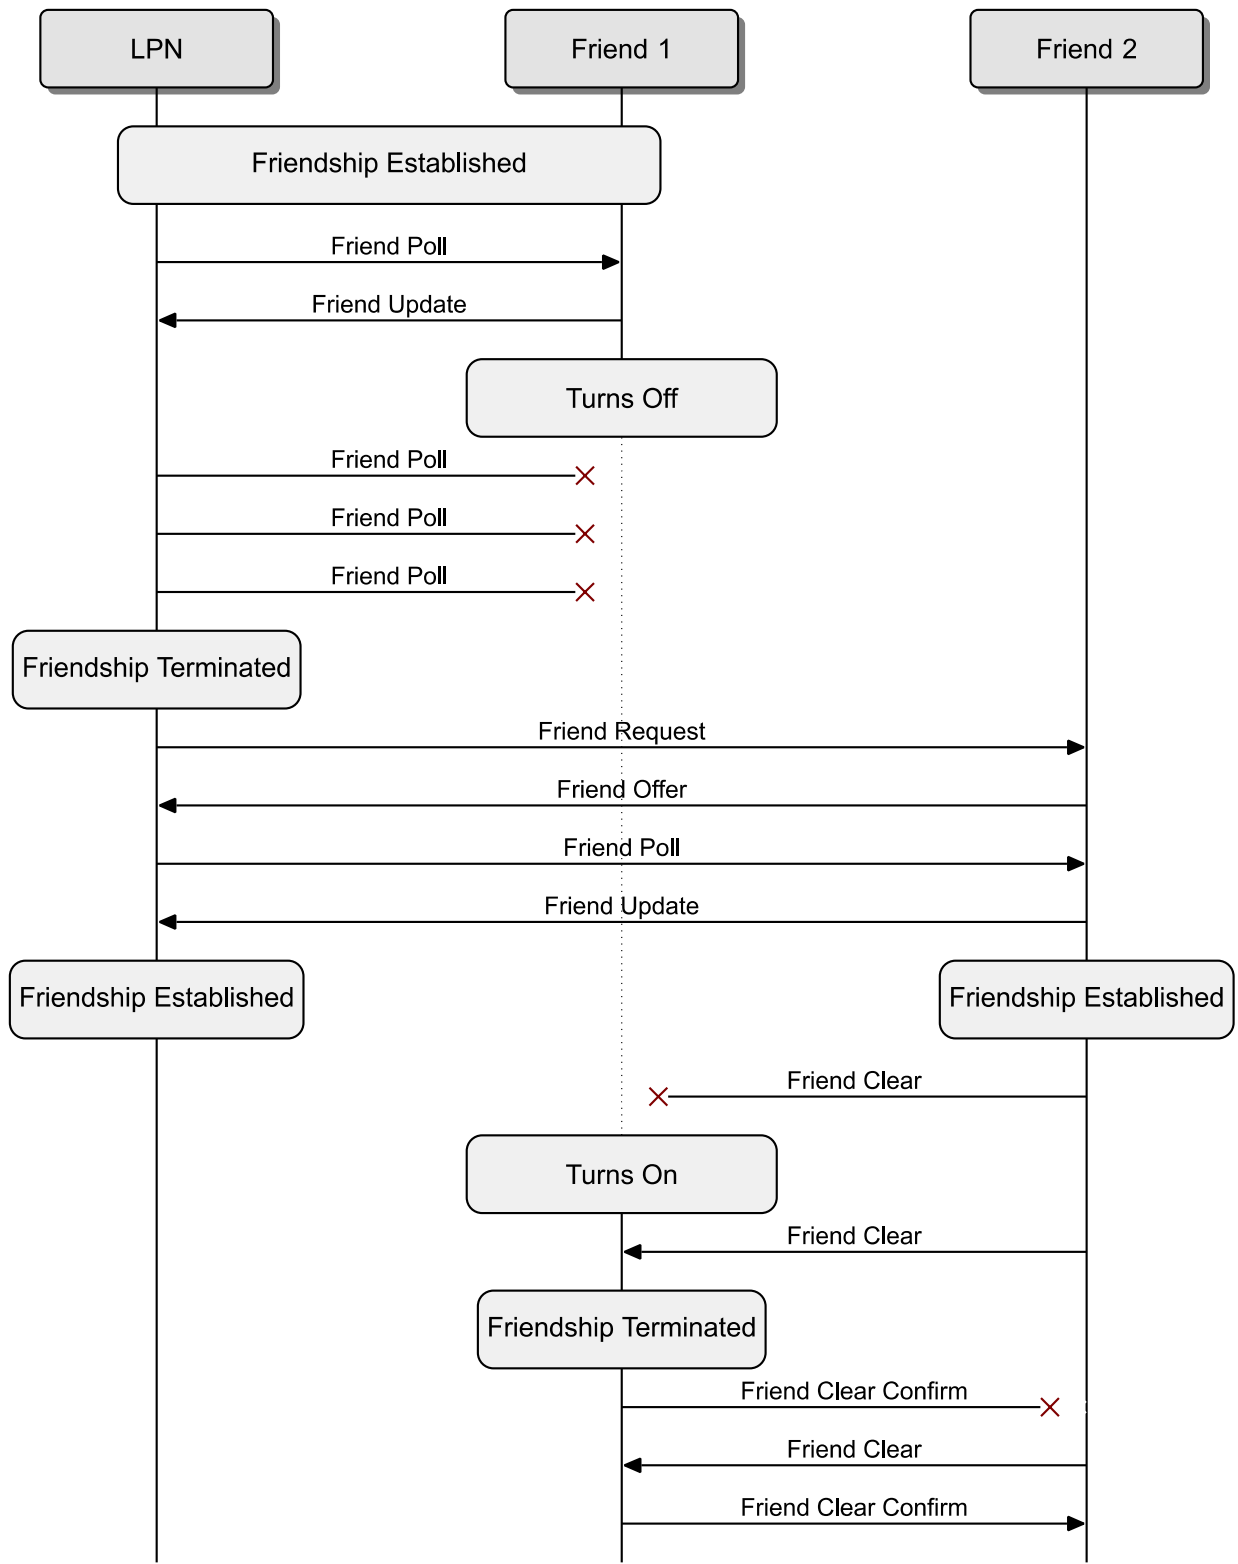 LPN
Friend 1
Friend 2
Friendship Established
Friend Poll
Friend Update
Turns Off
Friend Poll
Friend Poll
Friend Poll
Friendship Terminated
Friend Request
Friend Offer
Friend Poll
Friend Update
Friendship Established
Friendship Established
Friend Clear
Turns On
Friend Clear
Friendship Terminated
Friend Clear Confirm
Friend Clear
Friend Clear Confirm